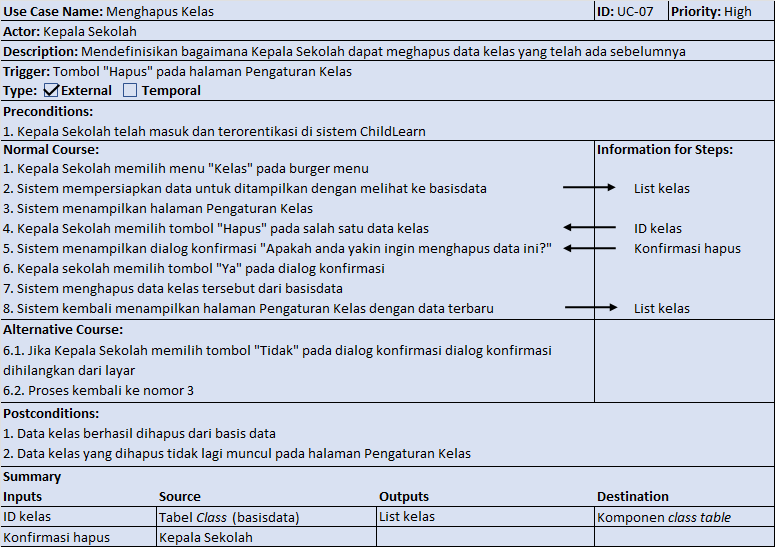 Use Case Name: Menghapus Kelas ID: UC-07 Priority: High
Actor: Kepala Sekolah
Description: Mendefinisikan bagaimana Kepala Sekolah dapat meghapus data kelas yang telah ada sebelumnya
Trigger: Tombol "Hapus" pada halaman Pengaturan Kelas
Type: External Temporal
Preconditions:
1. Kepala Sekolah telah masuk dan terorentikasi di sistem ChildLearn
Normal Course: Information for Steps:
1. Kepala Sekolah memilih menu "Kelas" pada burger menu
2. Sistem mempersiapkan data untuk ditampilkan dengan melihat ke basisdata List kelas
3. Sistem menampilkan halaman Pengaturan Kelas
4. Kepala Sekolah memilih tombol "Hapus" pada salah satu data kelas ID kelas
5. Sistem menampilkan dialog konfirmasi "Apakah anda yakin ingin menghapus data ini?" Konfirmasi hapus
6. Kepala sekolah memilih tombol "Ya" pada dialog konfirmasi
7. Sistem menghapus data kelas tersebut dari basisdata
8. Sistem kembali menampilkan halaman Pengaturan Kelas dengan data terbaru List kelas
Alternative Course:
6.1. Jika Kepala Sekolah memilih tombol "Tidak" pada dialog konfirmasi dialog konfirmasi
dihilangkan dari layar
6.2. Proses kembali ke nomor 3
Postconditions:
1. Data kelas berhasil dihapus dari basis data
2. Data kelas yang dihapus tidak lagi muncul pada halaman Pengaturan Kelas
Summary
Inputs Source Outputs Destination
ID kelas Tabel Class (basisdata) List kelas Komponen class table
Konfirmasi hapus Kepala Sekolah